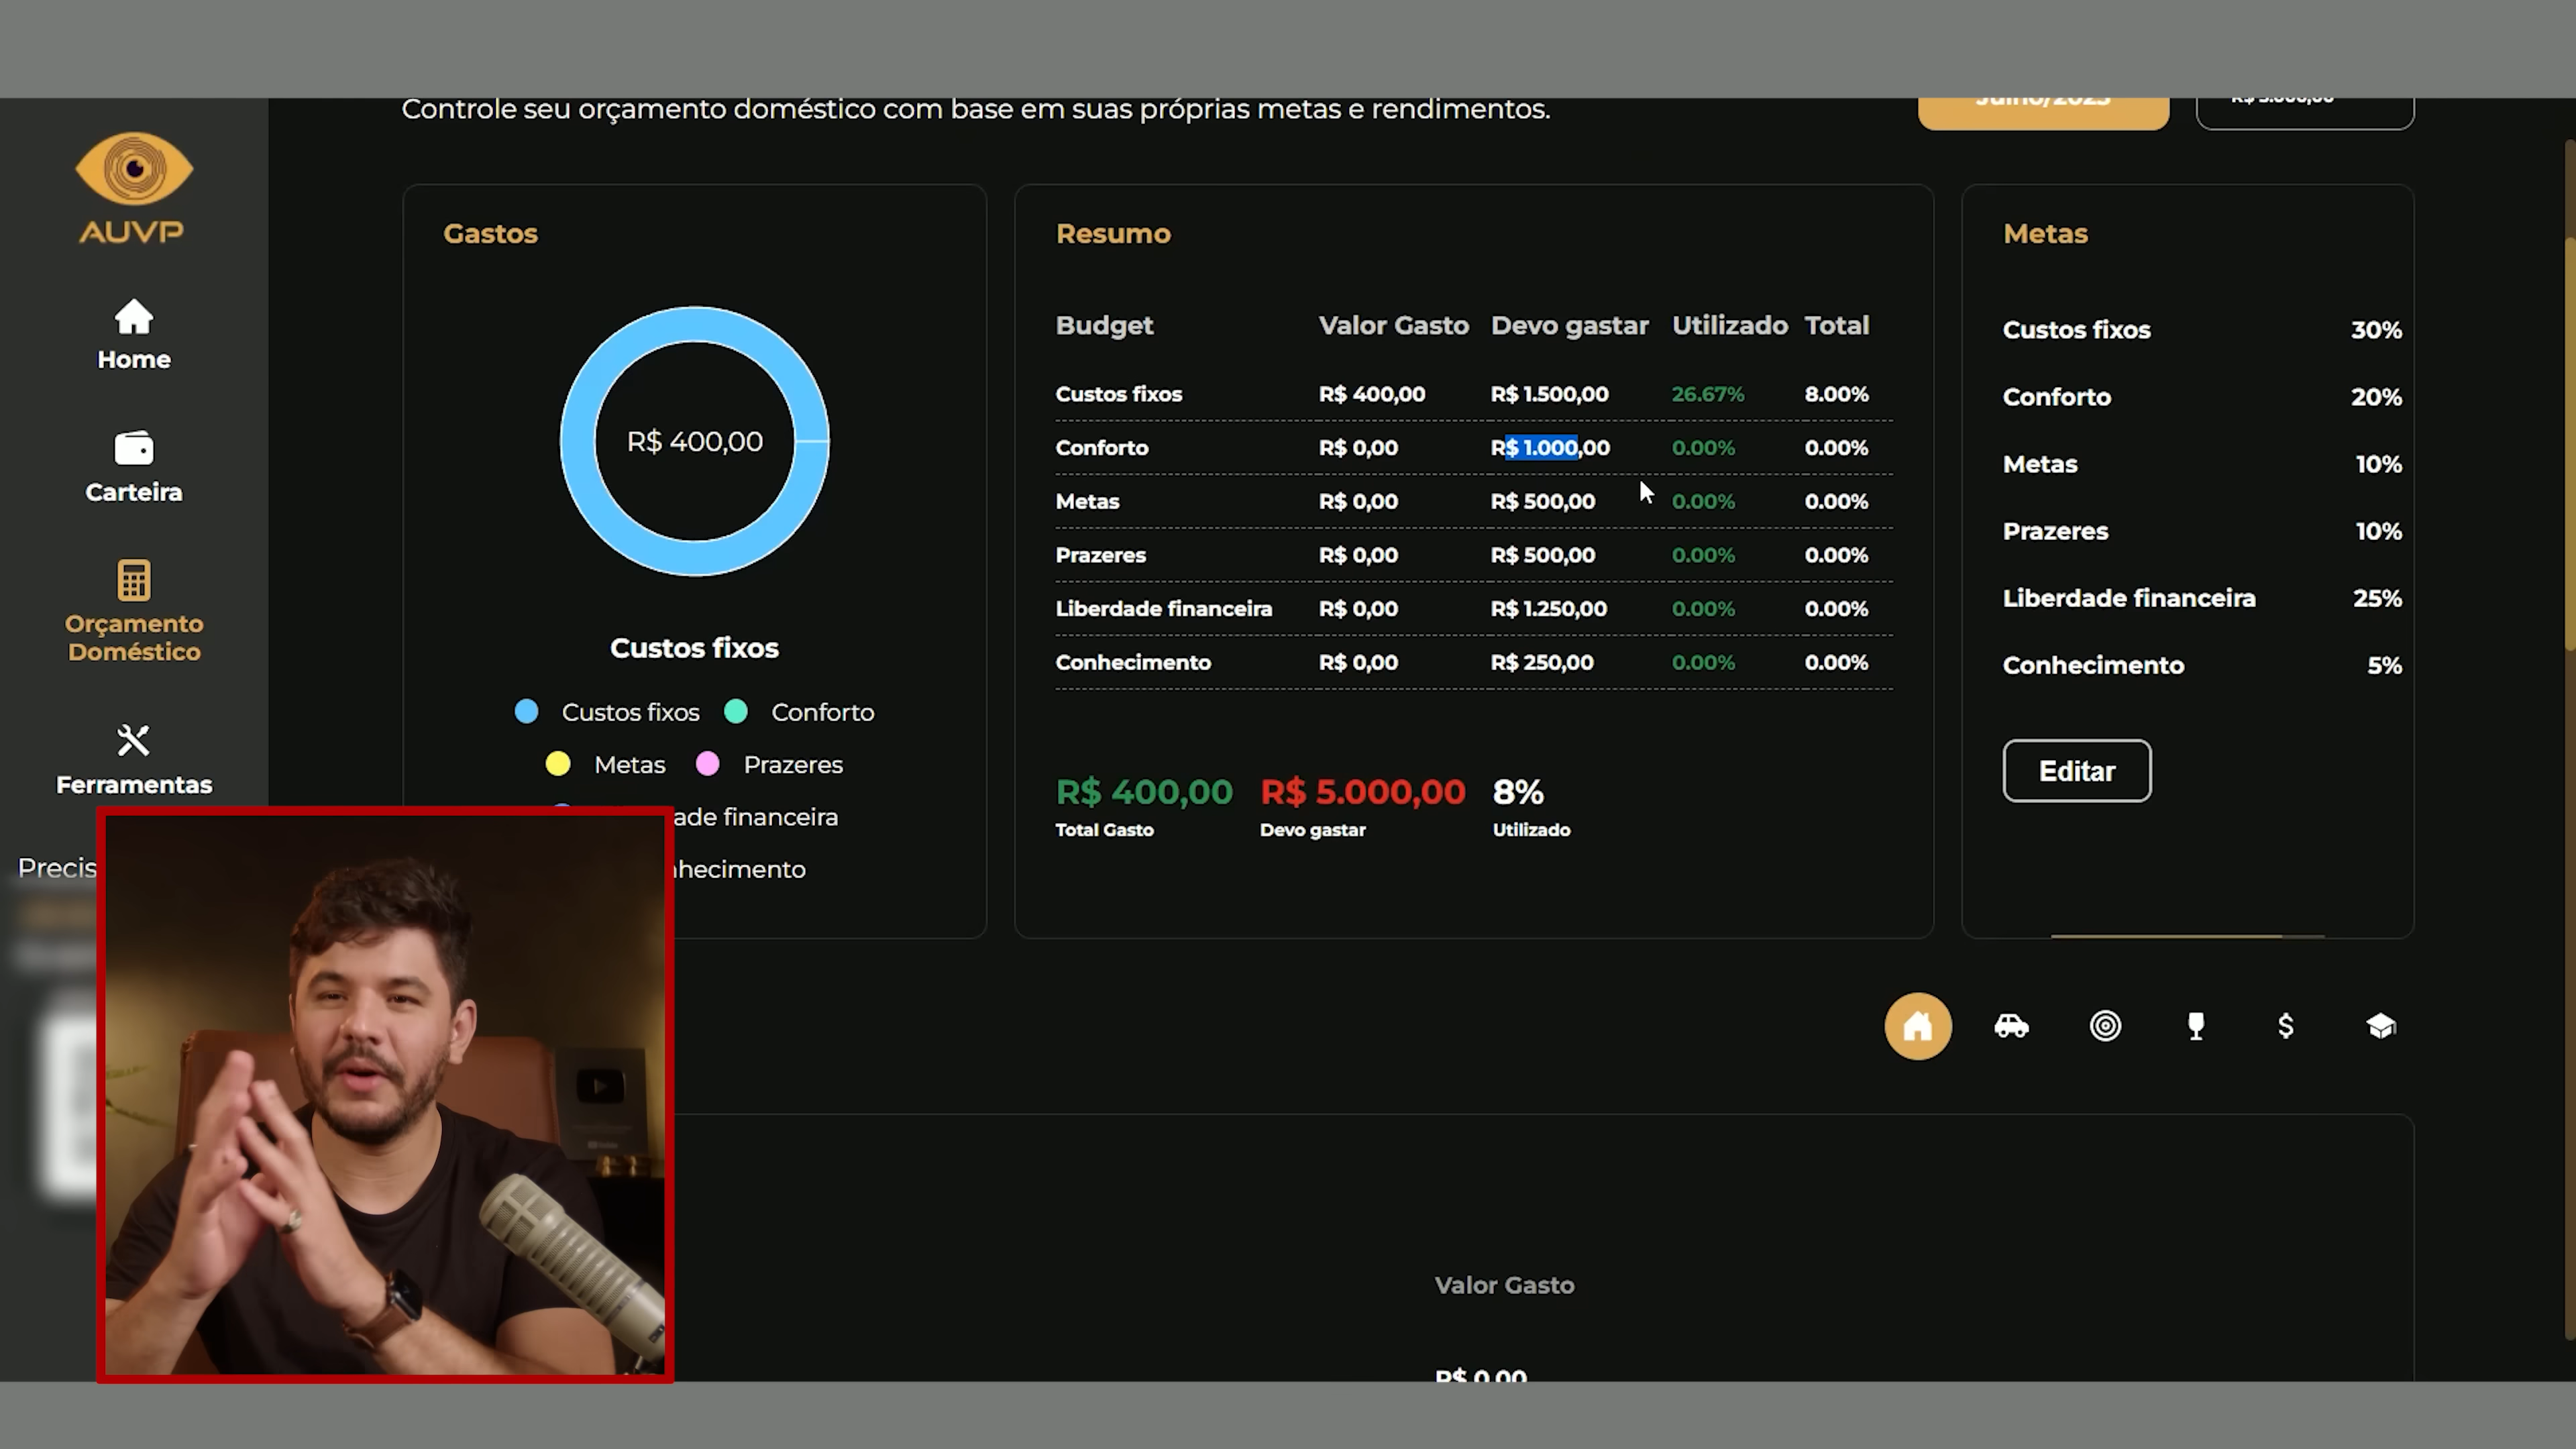 Controle seu orçamento doméstico com base em suas próprias metas e rendimentos.
Julho/2023
R$ 5.000,00
AUVP
Home
Carteira
Orçamento
Doméstico
Ferramentas
Precis
Gastos
R$ 400,00
Custos fixos
Custos fixos Conforto
Metas Prazeres
ade financeira
hecimento
Resumo
Budget Valor Gasto Devo gastar Utilizado Total
Custos fixos R$ 400,00 R$ 1.500,00 26.67% 8.00%
Conforto R$ 0,00 R$ 1.000,00 0.00% 0.00%
Metas R$ 0,00 R$ 500,00 0.00% 0.00%
Prazeres R$ 0,00 R$ 500,00 0.00% 0.00%
Liberdade financeira R$ 0,00 R$ 1.250,00 0.00% 0.00%
Conhecimento R$ 0,00 R$ 250,00 0.00% 0.00%
R$ 400,00 R$ 5.000,00 8%
Total Gasto Devo gastar Utilizado
Metas
Custos fixos 30%
Conforto 20%
Metas 10%
Prazeres 10%
Liberdade financeira 25%
Conhecimento 5%
Editar
Valor Gasto
R$ 0,00